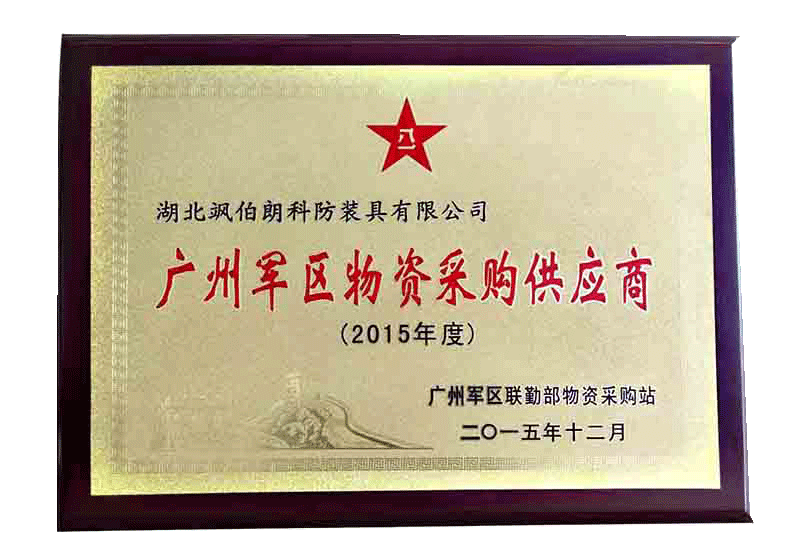 八一
湖北飒伯朗科防装具有限公司
广州军区物资采购供应商
(2015年度)
广州军区联勤部物资采购站
二〇一五年十二月